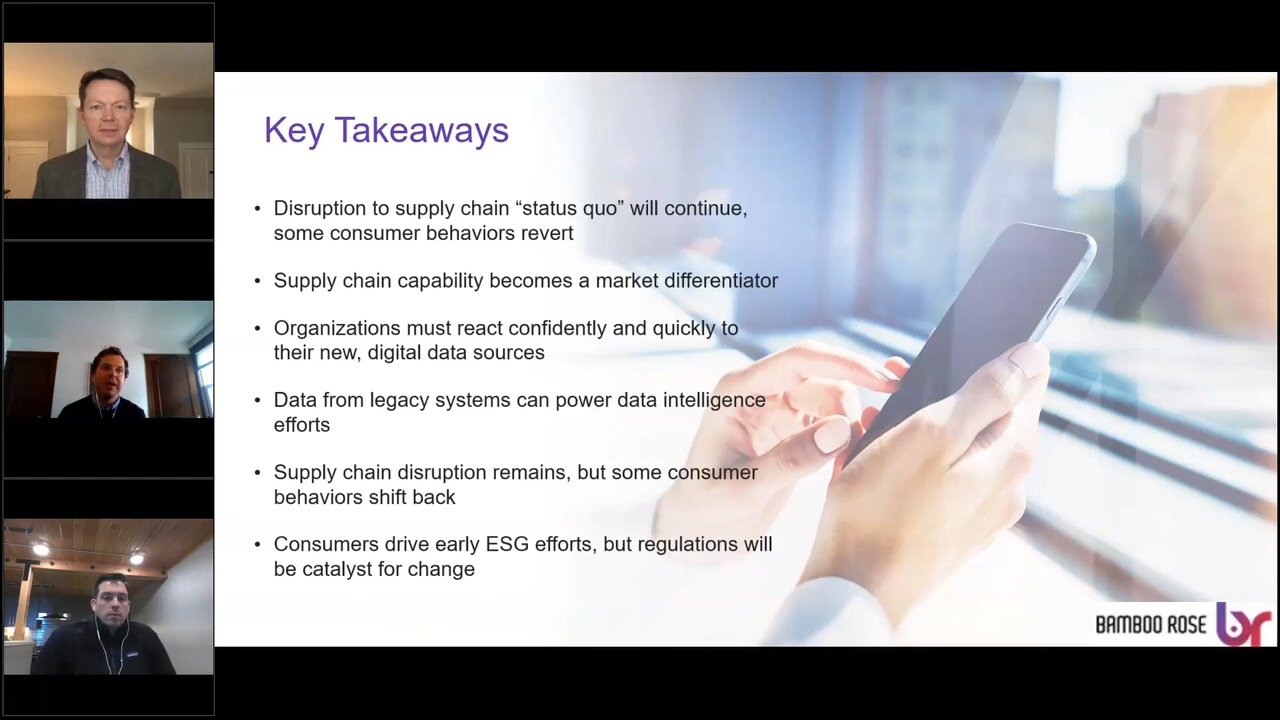 Key Takeaways
• Disruption to supply chain “status quo” will continue,
some consumer behaviors revert
• Supply chain capability becomes a market differentiator
• Organizations must react confidently and quickly to
their new, digital data sources
• Data from legacy systems can power data intelligence
efforts
• Supply chain disruption remains, but some consumer
behaviors shift back
• Consumers drive early ESG efforts, but regulations will
be catalyst for change
BAMBOO ROSE br